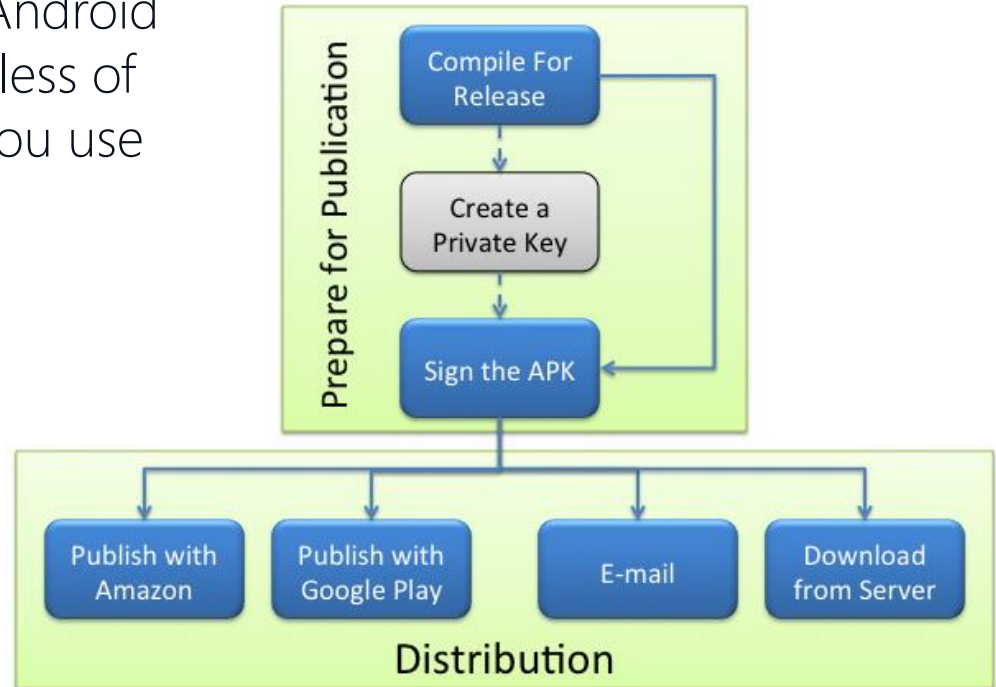 Android
less of
ou use
Prepare for Publication
Compile For
Release
Create a
Private Key
Sign the APK
Publish with
Amazon
Publish with
Google Play
E-mail
Download
from Server
Distribution